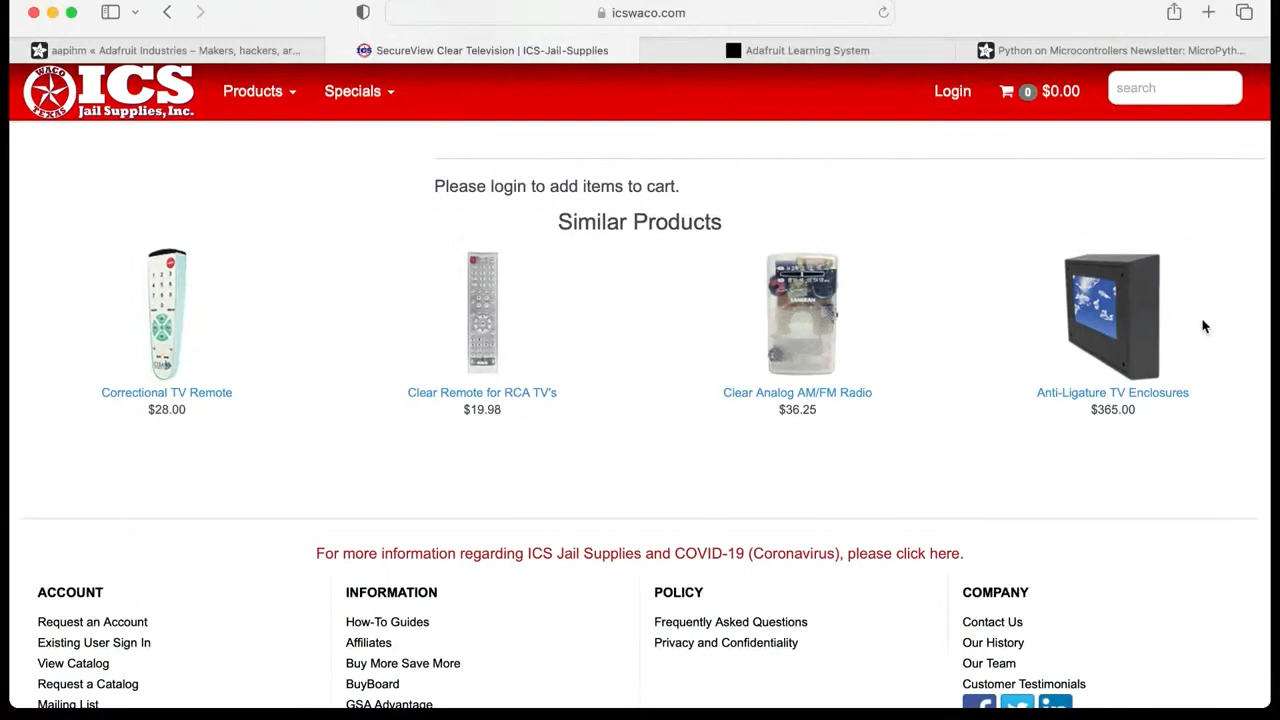 icswaco.com
aapihm « Adafruit Industries – Makers, hackers, ar...
SecureView Clear Television | ICS-Jail-Supplies
Adafruit Learning System
Python on Microcontrollers Newsletter: MicroPyth...
WACO
TEXAS
ICS
Jail Supplies, Inc.
Products
Specials
Login
0
$0.00
search
Please login to add items to cart.
Similar Products
Correctional TV Remote
$28.00
Clear Remote for RCA TV's
$19.98
Clear Analog AM/FM Radio
$36.25
Anti-Ligature TV Enclosures
$365.00
For more information regarding ICS Jail Supplies and COVID-19 (Coronavirus), please click here.
ACCOUNT
Request an Account
Existing User Sign In
View Catalog
Request a Catalog
Mailing List
INFORMATION
How-To Guides
Affiliates
Buy More Save More
BuyBoard
GSA Advantage
POLICY
Frequently Asked Questions
Privacy and Confidentiality
COMPANY
Contact Us
Our History
Our Team
Customer Testimonials